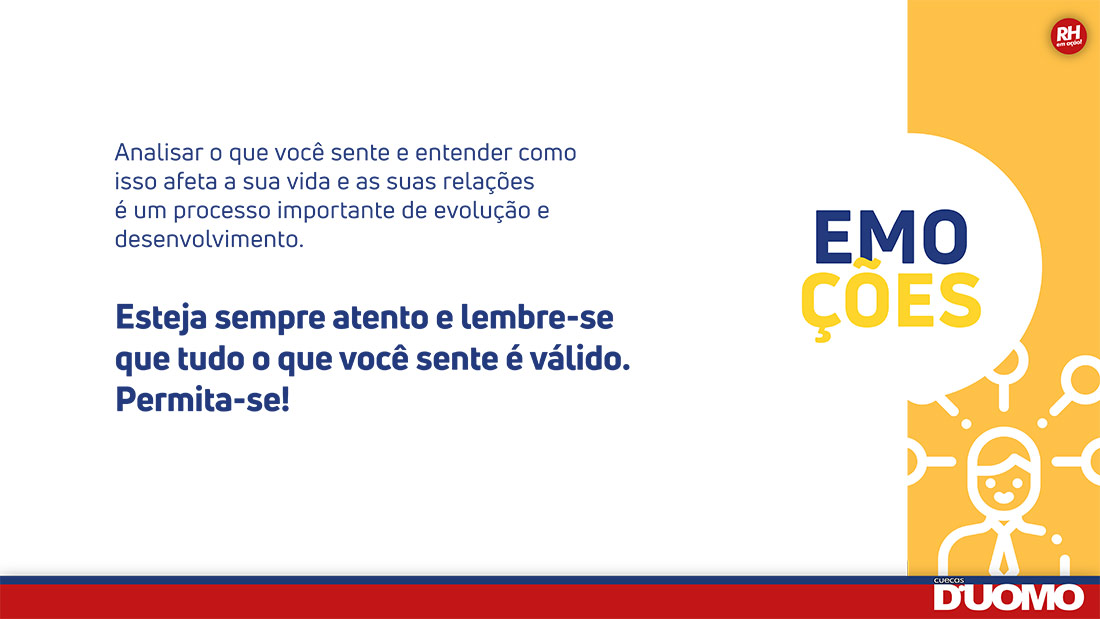 RH
em ação!
Analisar o que você sente e entender como
isso afeta a sua vida e as suas relações
é um processo importante de evolução e
desenvolvimento.
Esteja sempre atento e lembre-se
que tudo o que você sente é válido.
Permita-se!
EMO
ÇÕES
cuecas
D'UOMO